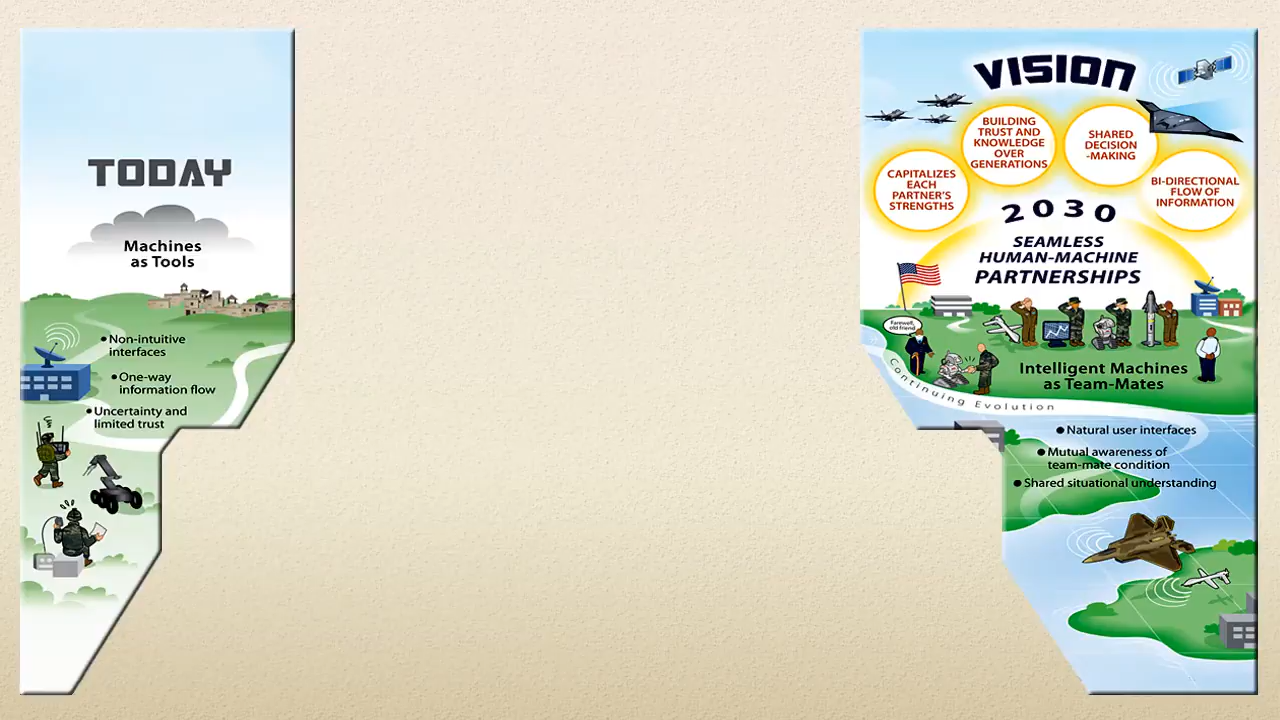 TODAY
Machines
as Tools
●Non-intuitive
interfaces
●One-way
information flow
●Uncertainty and
limited trust
VISION
BUILDING
TRUST AND
KNOWLEDGE
OVER
GENERATIONS
SHARED
DECISION
-MAKING
CAPITALIZES
EACH
PARTNER'S
STRENGTHS
BI-DIRECTIONAL
FLOW OF
INFORMATION
2030
SEAMLESS
HUMAN-MACHINE
PARTNERSHIPS
Farewell,
old friend
Intelligent Machines
as Team-Mates
Continuing Evolution
● Natural user interfaces
● Mutual awareness of
team-mate condition
● Shared situational understanding